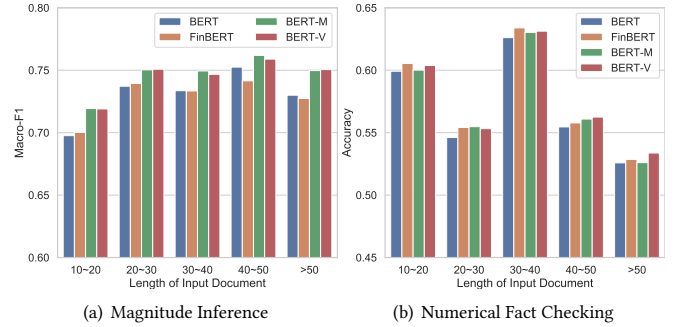 0.80
0.75
0.70
0.65
0.60
Macro-F1
BERT
FinBERT
BERT-M
BERT-V
10~20 20~30 30~40 40~50 >50
Length of Input Document
(a) Magnitude Inference
0.65
0.60
0.55
0.50
0.45
Accuracy
BERT
FinBERT
BERT-M
BERT-V
10~20 20~30 30~40 40~50 >50
Length of Input Document
(b) Numerical Fact Checking